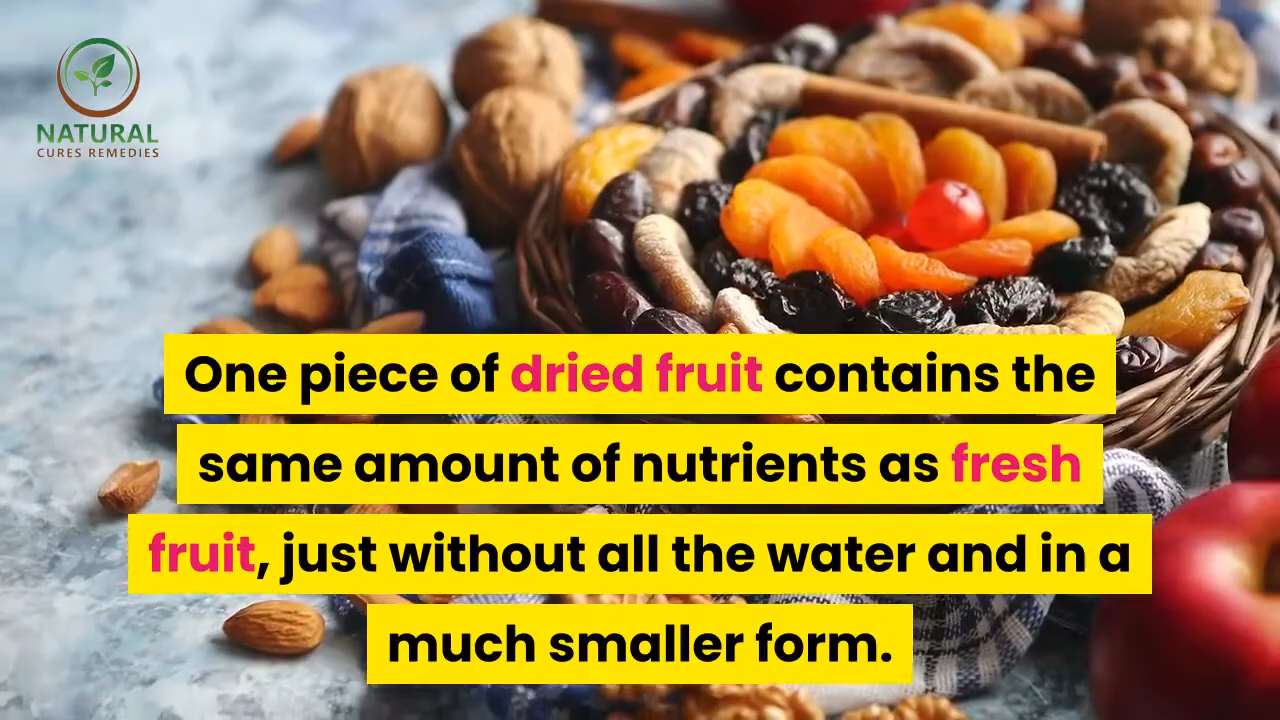 NATURAL
CURES REMEDIES
One piece of dried fruit contains the
same amount of nutrients as fresh
fruit, just without all the water and in a
much smaller form.